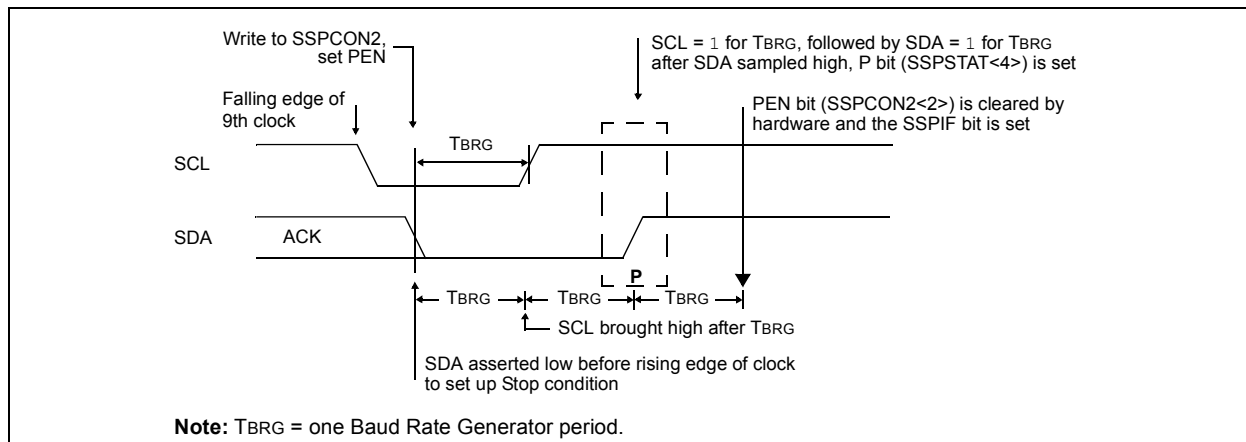 Write to SSPCON2,
set PEN
SCL = 1 for TBRG, followed by SDA = 1 for TBRG
after SDA sampled high, P bit (SSPSTAT<4>) is set
Falling edge of
9th clock
PEN bit (SSPCON2<2>) is cleared by
hardware and the SSPIF bit is set
TBRG
SCL
SDA
ACK
P
TBRG
TBRG
TBRG
SCL brought high after TBRG
SDA asserted low before rising edge of clock
to set up Stop condition
Note: TBRG = one Baud Rate Generator period.